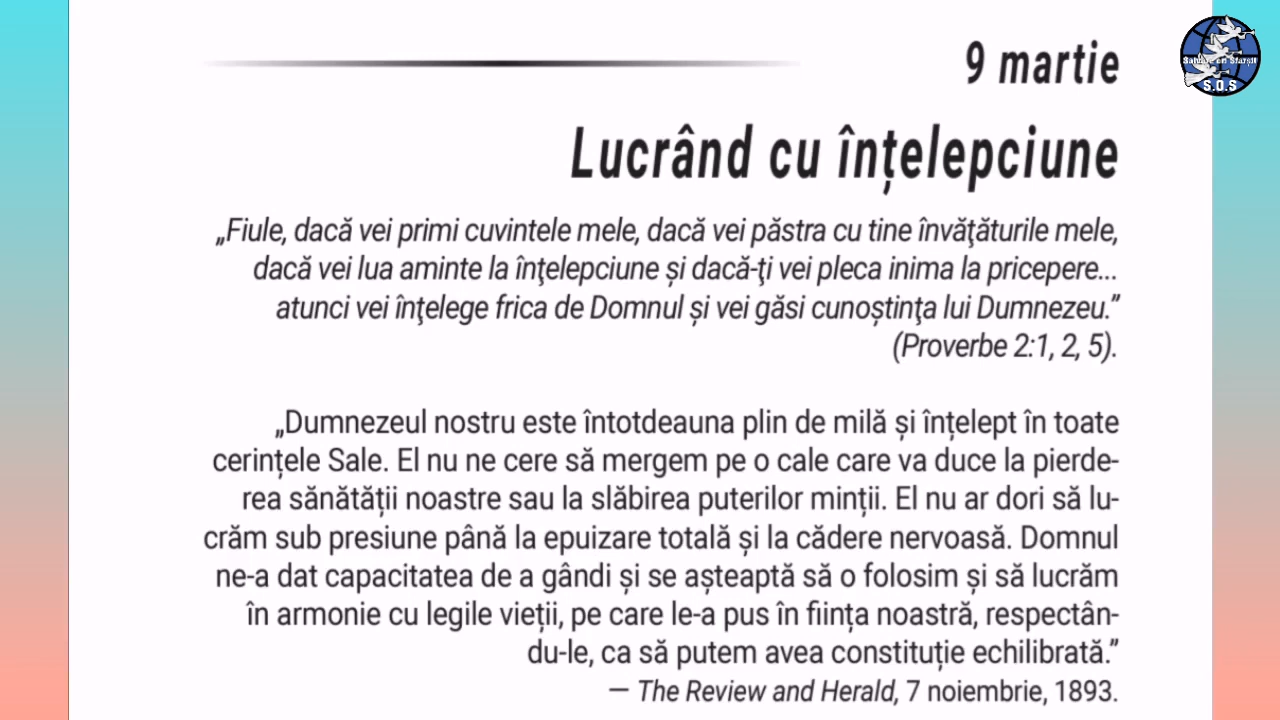 9 martie
Lucrând cu înțelepciune
„Fiule, dacă vei primi cuvintele mele, dacă vei păstra cu tine învăţăturile mele,
dacă vei lua aminte la înţelepciune și dacă-ţi vei pleca inima la pricepere...
atunci vei înţelege frica de Domnul și vei găsi cunoștinţa lui Dumnezeu.”
(Proverbe 2:1, 2, 5).
„Dumnezeul nostru este întotdeauna plin de milă și înțelept în toate
cerințele Sale. El nu ne cere să mergem pe o cale care va duce la pierde-
rea sănătății noastre sau la slăbirea puterilor minții. El nu ar dori să lu-
crăm sub presiune până la epuizare totală și la cădere nervoasă. Domnul
ne-a dat capacitatea de a gândi și se așteaptă să o folosim și să lucrăm
în armonie cu legile vieții, pe care le-a pus în ființa noastră, respectân-
du-le, ca să putem avea constituție echilibrată.”
— The Review and Herald, 7 noiembrie, 1893.
S.O.S